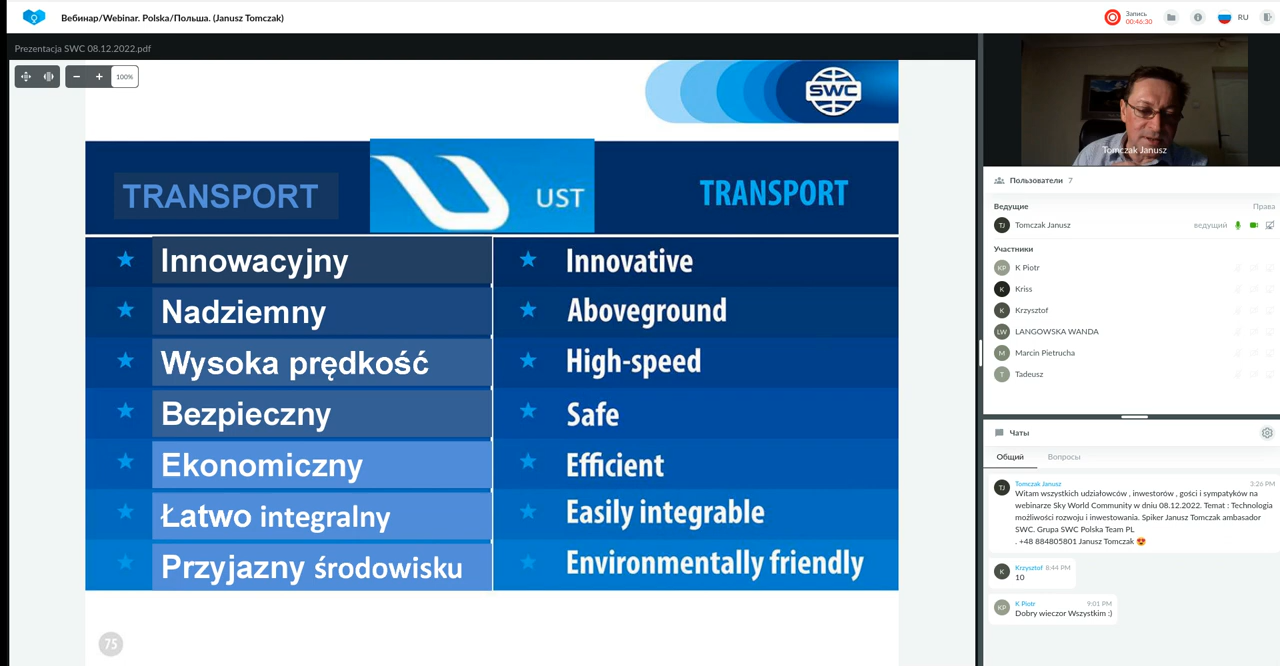 Вебинар/Webinar. Polska/Польша. (Janusz Tomczak)
Запись
00:46:30
RU
Prezentacja SWC 08.12.2022.pdf
100%
SWC
TRANSPORT
UST
TRANSPORT
Innowacyjny
Innovative
Nadziemny
Aboveground
Wysoka prędkość
High-speed
Bezpieczny
Safe
Ekonomiczny
Efficient
Łatwo integralny
Easily integrable
Przyjazny środowisku
Environmentally friendly
75
Tomczak Janusz
Пользователи 7
Ведущие
Права
TJ
Tomczak Janusz
ведущий
Участники
KP
K Piotr
K
Kriss
K
Krzysztof
LW
LANGOWSKA WANDA
M
Marcin Pietrucha
T
Tadeusz
Чаты
Общий
Вопросы
TJ
Tomczak Janusz
3:26 PM
Witam wszystkich udziałowców , inwestorów , gości i sympatyków na
webinarze Sky World Community w dniu 08.12.2022. Temat : Technologia
możliwości rozwoju i inwestowania. Spiker Janusz Tomczak ambasador
SWC. Grupa SWC Polska Team PL
. +48 884805801 Janusz Tomczak 😍
K
Krzysztof 8:44 PM
10
KP
K Piotr
9:01 PM
Dobry wieczor Wszystkim :)